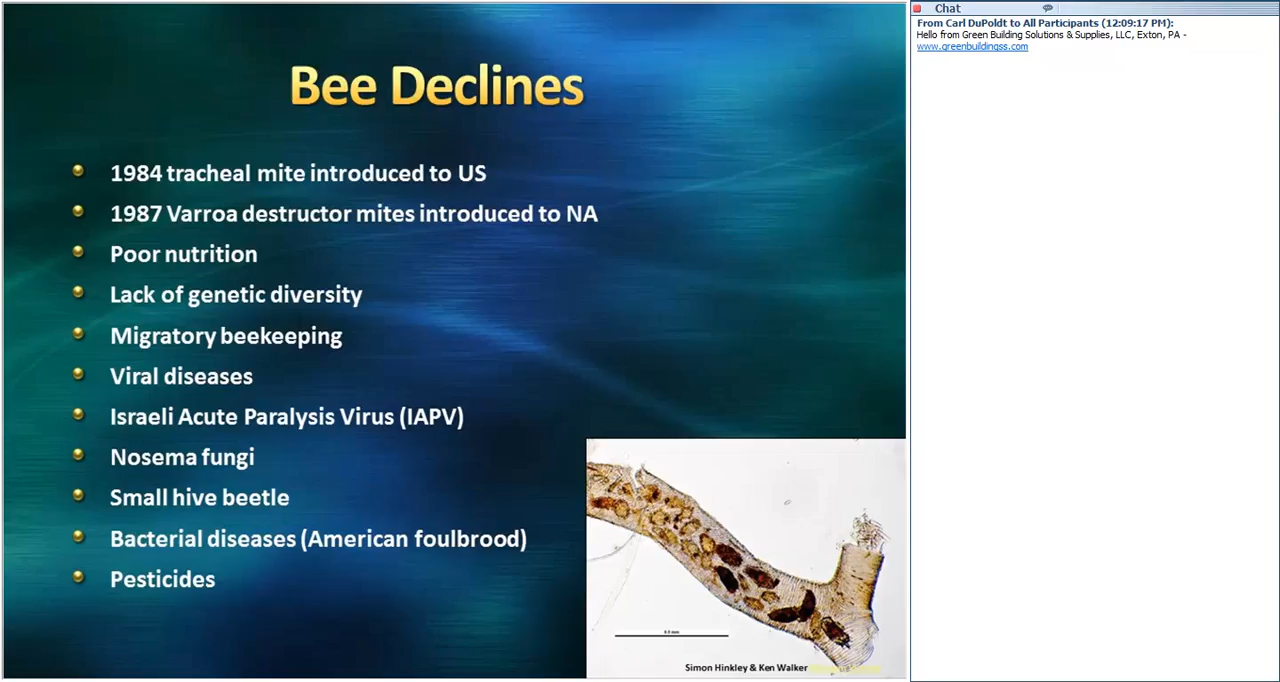 Bee Declines
1984 tracheal mite introduced to US
1987 Varroa destructor mites introduced to NA
Poor nutrition
Lack of genetic diversity
Migratory beekeeping
Viral diseases
Israeli Acute Paralysis Virus (IAPV)
Nosema fungi
Small hive beetle
Bacterial diseases (American foulbrood)
Pesticides
Simon Hinkley & Ken Walker
Chat
From Carl DuPoldt to All Participants (12:09:17 PM):
Hello from Green Building Solutions & Supplies, LLC, Exton, PA -
www.greenbuildingss.com